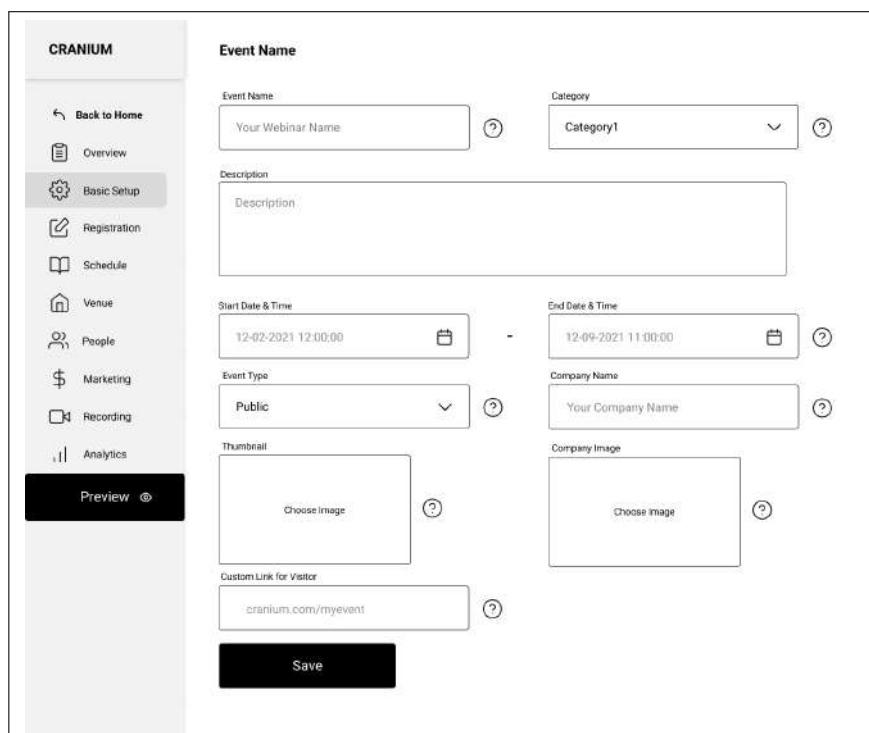 CRANIUM
Back to Home
Overview
Basic Setup
Registration
Schedule
Venue
People
Marketing
Recording
Analytics
Preview
Event Name
Event Name
Category
Your Webinar Name
Category1
Description
Description
Start Date & Time
End Date & Time
12-02-2021 12:00:00
-
12-09-2021 11:00:00
Event Type
Company Name
Public
Your Company Name
Thumbnail
Company Image
Choose Image
Choose Image
Custom Link for Visitor
cranium.com/myevent
Save